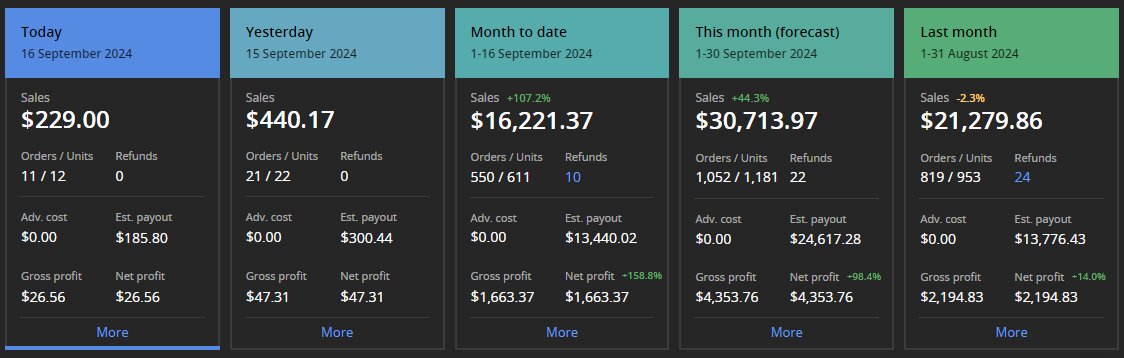 Today
16 September 2024
Sales
$229.00
Orders / Units Refunds
11 / 12 0
Adv. cost Est. payout
$0.00 $185.80
Gross profit Net profit
$26.56 $26.56
More
Yesterday
15 September 2024
Sales
$440.17
Orders / Units Refunds
21 / 22 0
Adv. cost Est. payout
$0.00 $300.44
Gross profit Net profit
$47.31 $47.31
More
Month to date
1-16 September 2024
Sales +107.2%
$16,221.37
Orders / Units Refunds
550 / 611 10
Adv. cost Est. payout
$0.00 $13,440.02
Gross profit Net profit +158.8%
$1,663.37 $1,663.37
More
This month (forecast)
1-30 September 2024
Sales +44.3%
$30,713.97
Orders / Units Refunds
1,052 / 1,181 22
Adv. cost Est. payout
$0.00 $24,617.28
Gross profit Net profit +98.4%
$4,353.76 $4,353.76
More
Last month
1-31 August 2024
Sales -2.3%
$21,279.86
Orders / Units Refunds
819 / 953 24
Adv. cost Est. payout
$0.00 $13,776.43
Gross profit Net profit +14.0%
$2,194.83 $2,194.83
More